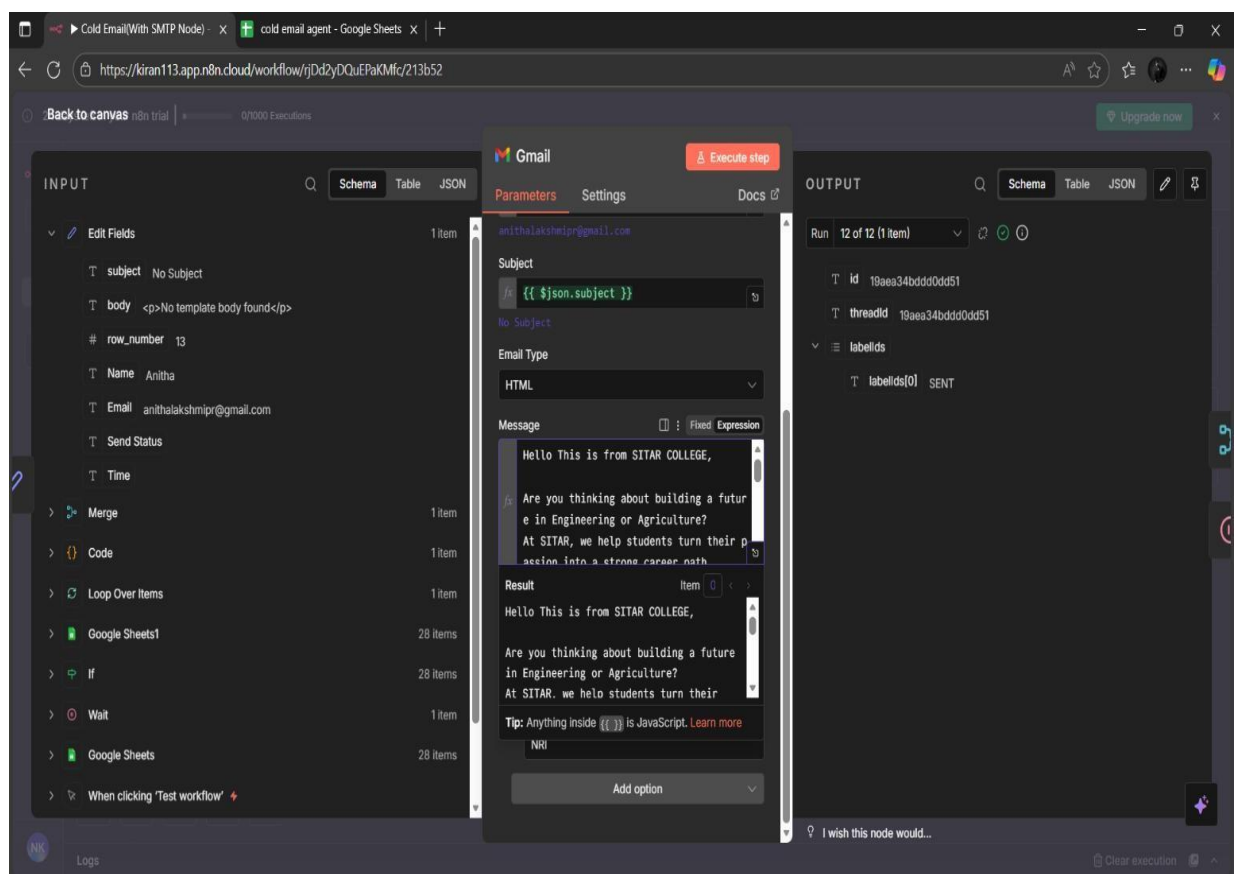 Cold Email(With SMTP Node) -
cold email agent - Google Sheets
https://kiran113.app.n8n.cloud/workflow/rjDd2yDQuEPaKMfc/213b52
Back to canvas n8n trial 0/1000 Executions
Upgrade now
INPUT
Schema Table JSON
Edit Fields 1 item
T subject No Subject
T body <p>No template body found</p>
# row_number 13
T Name Anitha
T Email anithalakshmipr@gmail.com
T Send Status
T Time
Merge 1 item
Code 1 item
Loop Over Items 1 item
Google Sheets1 28 items
If 28 items
Wait 1 item
Google Sheets 28 items
When clicking 'Test workflow'
Gmail
Execute step
Parameters Settings Docs
anithalakshmipr@gmail.com
Subject
fx {{ $json.subject }}
No Subject
Email Type
HTML
Message
Fixed Expression
Hello This is from SITAR COLLEGE,
fx Are you thinking about building a futur
e in Engineering or Agriculture?
At SITAR, we help students turn their p
assion into a strong career path
Result Item 0
Hello This is from SITAR COLLEGE,
Are you thinking about building a future
in Engineering or Agriculture?
At SITAR, we help students turn their
Tip: Anything inside {{ }} is JavaScript. Learn more
NRI
Add option
OUTPUT
Schema Table JSON
Run 12 of 12 (1 item)
T id 19aea34bddd0dd51
T threadId 19aea34bddd0dd51
labelIds
T labelIds[0] SENT
I wish this node would...
NK
Logs
Clear execution